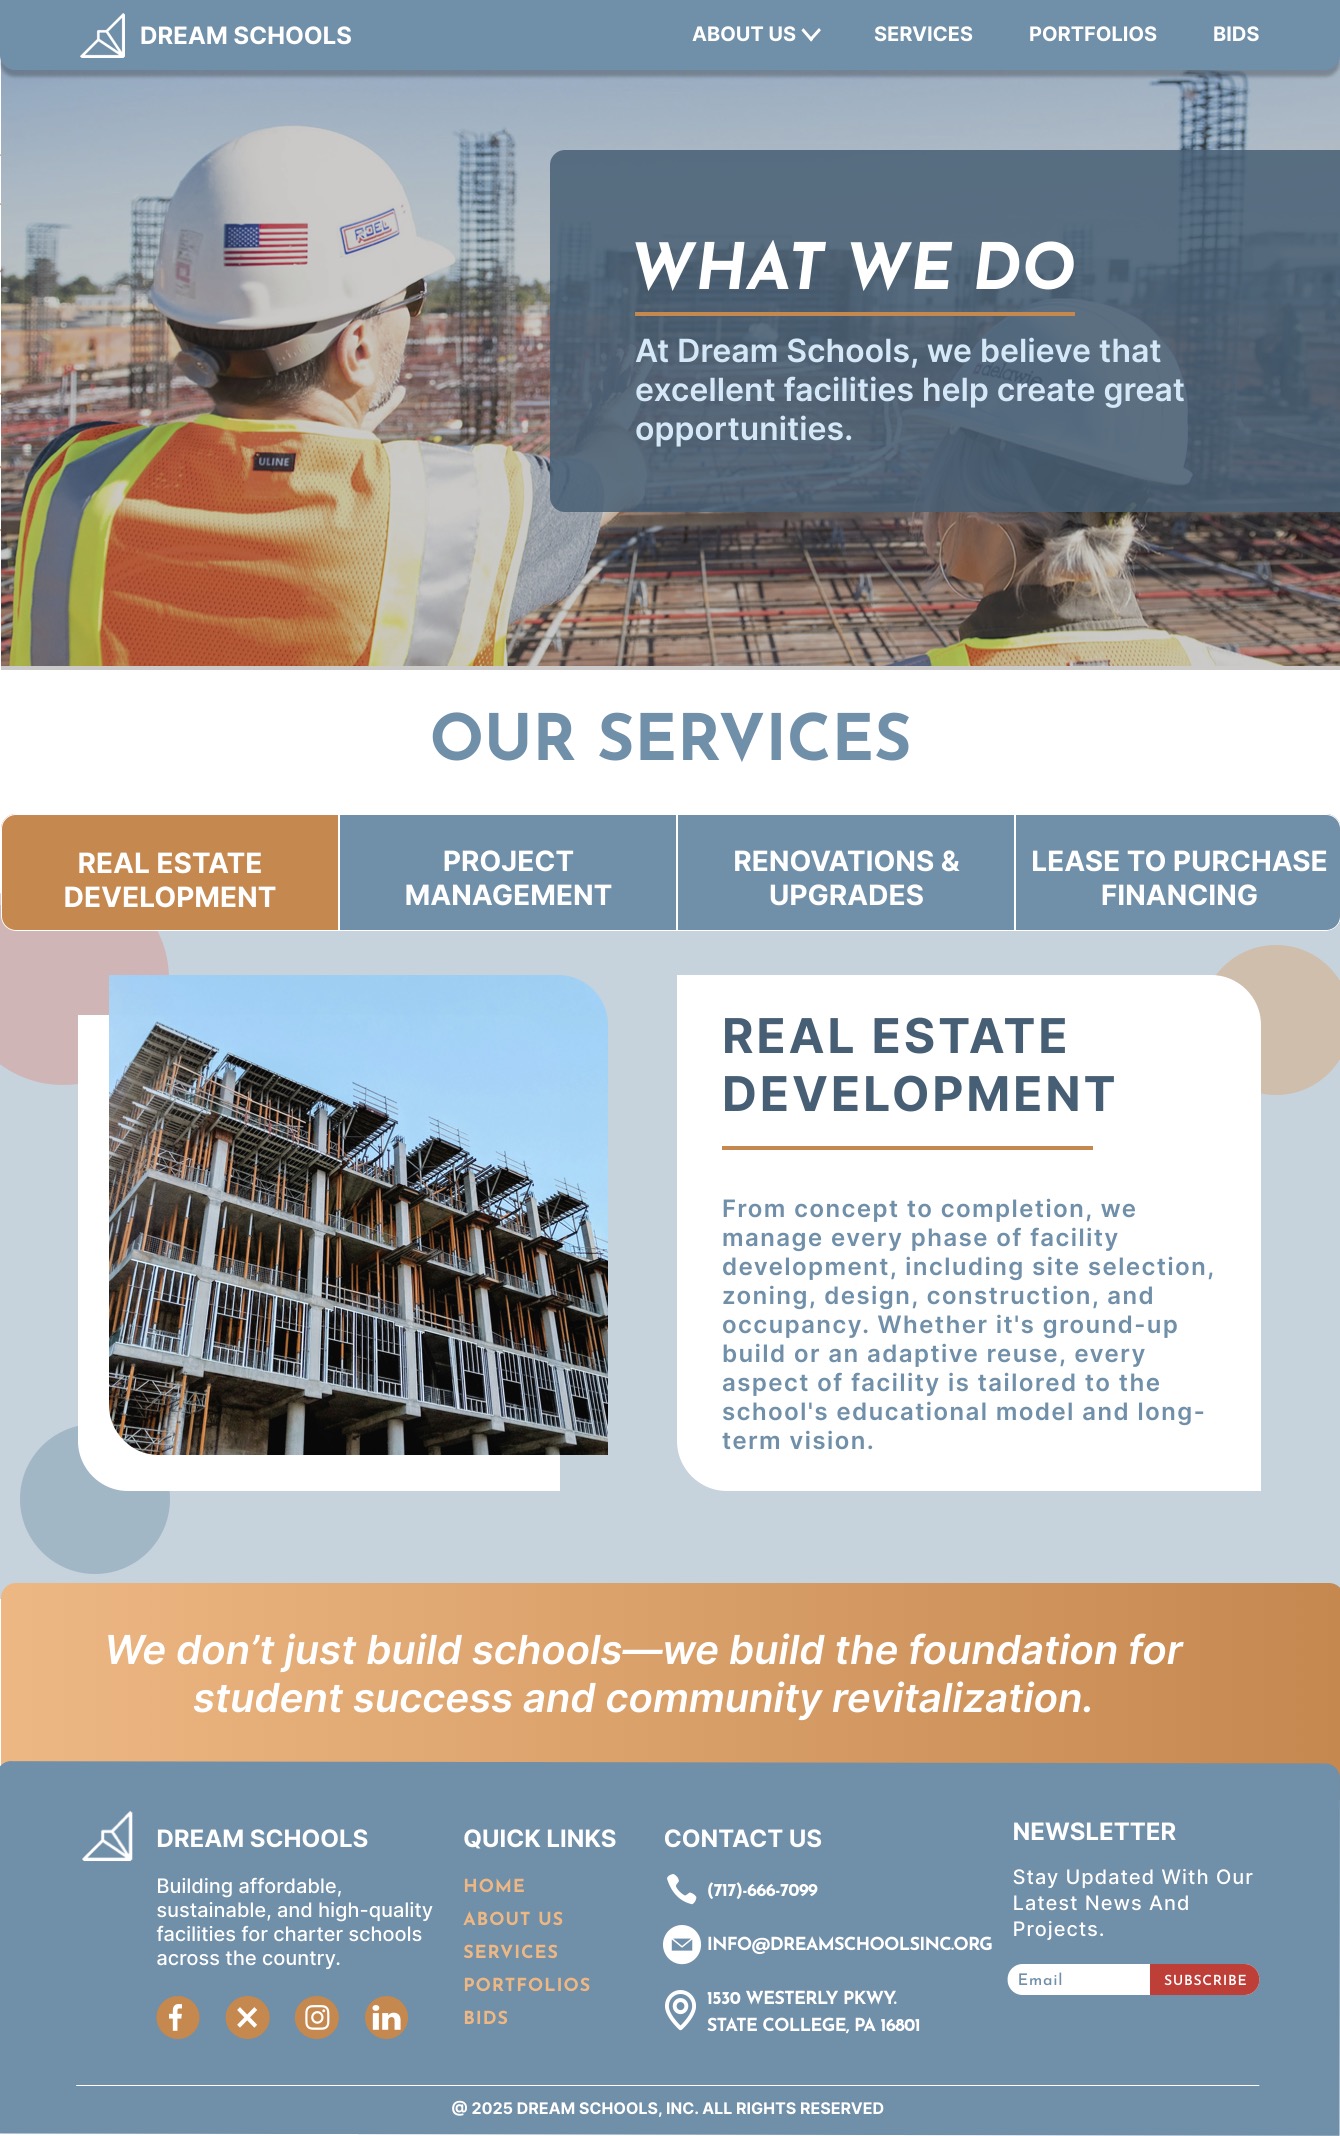 DREAM SCHOOLS
ABOUT US
SERVICES
PORTFOLIOS
BIDS
ROEL
ULINE
WHAT WE DO
At Dream Schools, we believe that
excellent facilities help create great
opportunities.
OUR SERVICES
REAL ESTATE
DEVELOPMENT
PROJECT
MANAGEMENT
RENOVATIONS &
UPGRADES
LEASE TO PURCHASE
FINANCING
REAL ESTATE
DEVELOPMENT
From concept to completion, we
manage every phase of facility
development, including site selection,
zoning, design, construction, and
occupancy. Whether it's ground-up
build or an adaptive reuse, every
aspect of facility is tailored to the
school's educational model and long-
term vision.
We don’t just build schools—we build the foundation for
student success and community revitalization.
DREAM SCHOOLS
Building affordable,
sustainable, and high-quality
facilities for charter schools
across the country.
QUICK LINKS
HOME
ABOUT US
SERVICES
PORTFOLIOS
BIDS
CONTACT US
(717)-666-7099
INFO@DREAMSCHOOLSINC.ORG
1530 WESTERLY PKWY.
STATE COLLEGE, PA 16801
NEWSLETTER
Stay Updated With Our
Latest News And
Projects.
Email
SUBSCRIBE
@ 2025 DREAM SCHOOLS, INC. ALL RIGHTS RESERVED